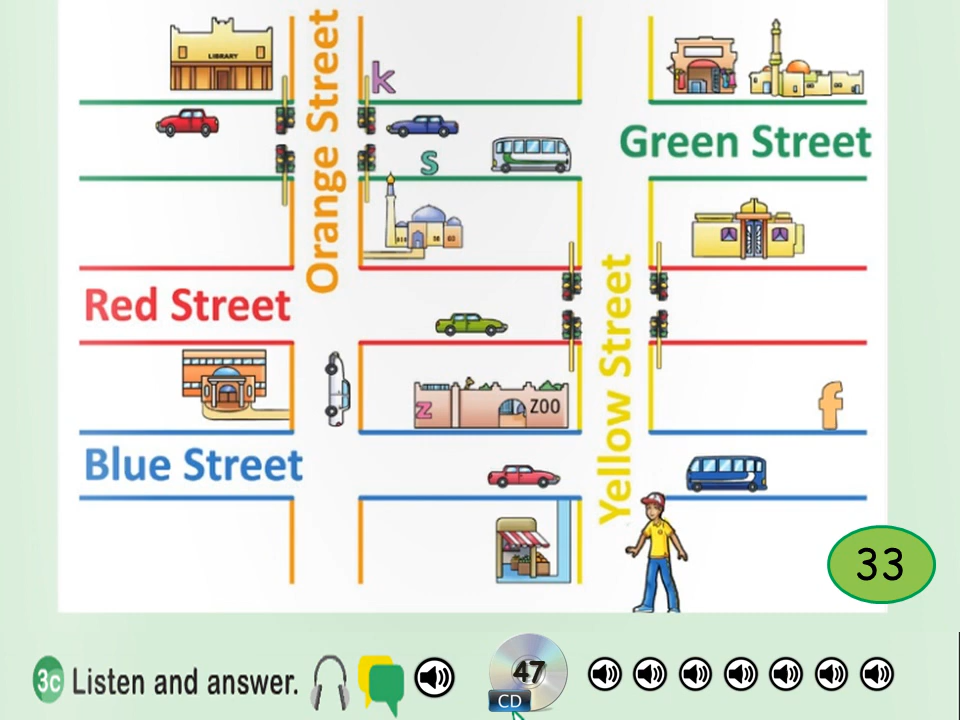 LIBRARY
Orange Street
k
s
Green Street
Red Street
Yellow Street
z
ZOO
f
Blue Street
33
3c Listen and answer.
47
CD